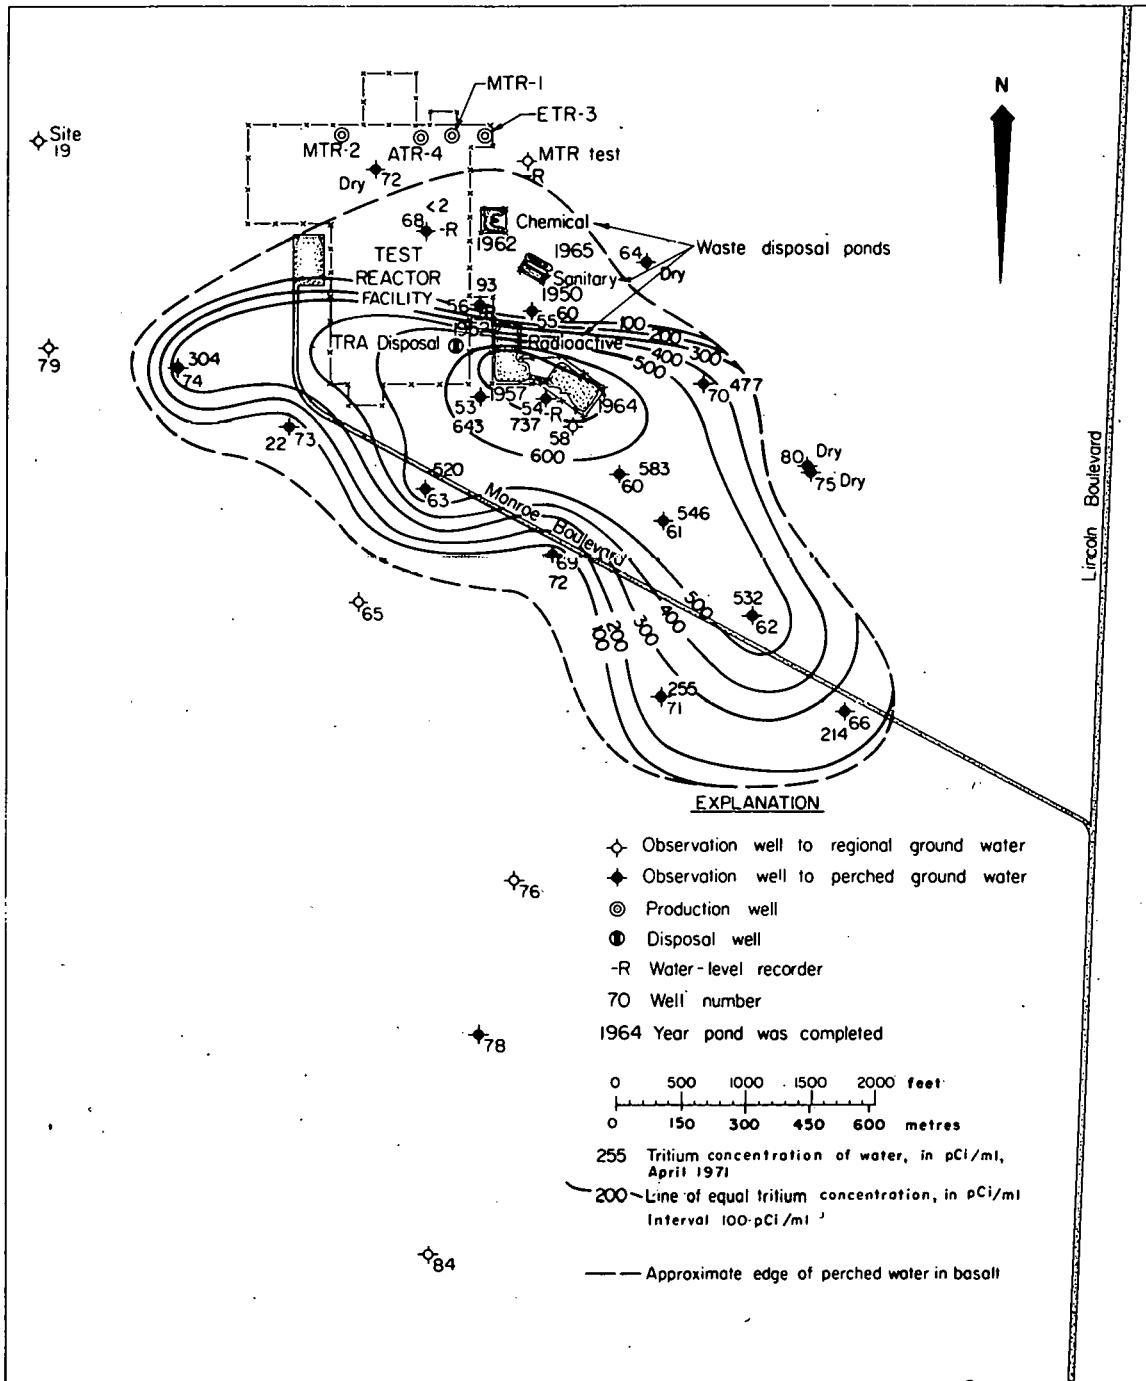 MTR-1
N
ETR-3
Site
19
MTR-2
ATR-4
MTR test
-R
Dry
72
<2
68
-R
Chemical
1962
1965
64
Waste disposal ponds
TEST
REACTOR
FACILITY
Sanitary
Dry
93
1950
56
60
55
100
200
300
400
500
TRA Disposal
Radioactive
79
304
74
477
70
1957
1964
53
643
54
737
-R
58
22
73
600
80
Dry
75
Dry
520
63
583
60
Monroe Boulevard
546
61
Lincoln Boulevard
69
72
65
532
62
500
400
300
200
100
255
71
66
214
EXPLANATION
Observation well to regional ground water
Observation well to perched ground water
Production well
Disposal well
-R Water-level recorder
70 Well number
1964 Year pond was completed
76
78
84
0 500 1000 1500 2000 feet
0 150 300 450 600 metres
255 Tritium concentration of water, in pCi/ml,
April 1971
200 Line of equal tritium concentration, in pCi/ml
Interval 100 pCi/ml
Approximate edge of perched water in basalt